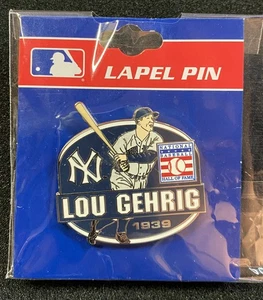 LAPEL PIN
NY
NATIONAL
BASEBALL
HALL OF FAME
LOU GEHRIG
1939